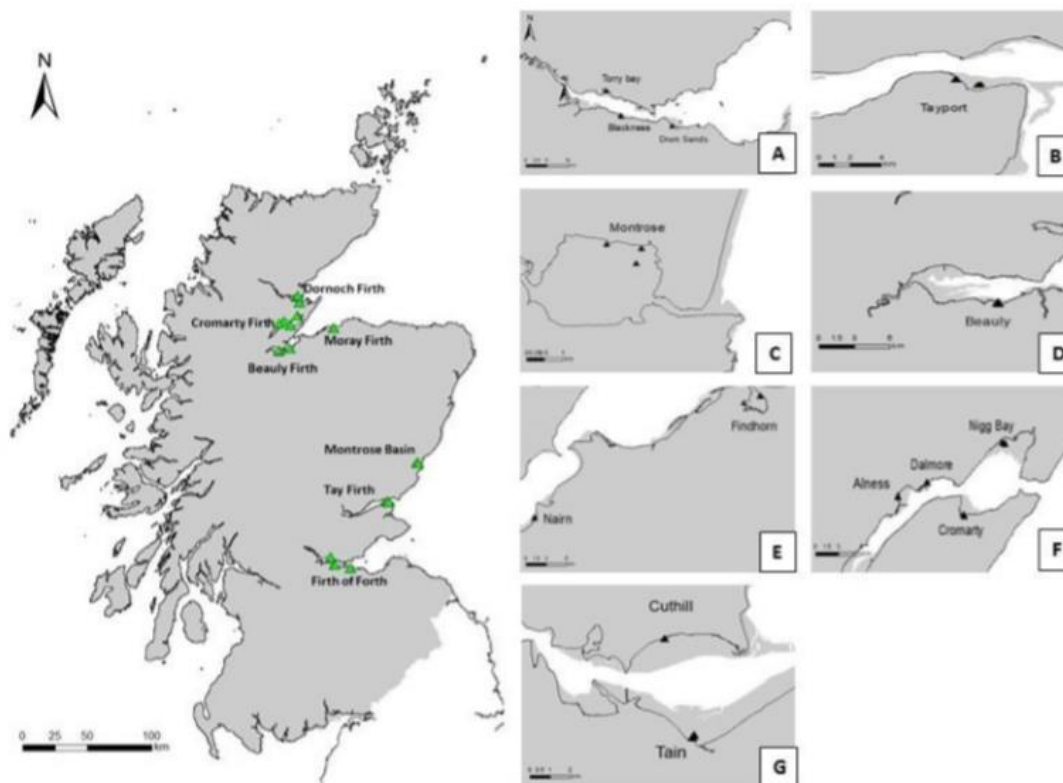 N
Dornoch Firth
Cromarty Firth
Moray Firth
Beauly Firth
Montrose Basin
Tay Firth
Firth of Forth
0 25 50 100
km
N
Torry bay
Blackness
Drum Sands
A
Tayport
B
Montrose
C
Beauly
D
Findhorn
Nairn
E
Nigg Bay
Dalmore
Alness
Cromarty
F
Cuthill
Tain
G